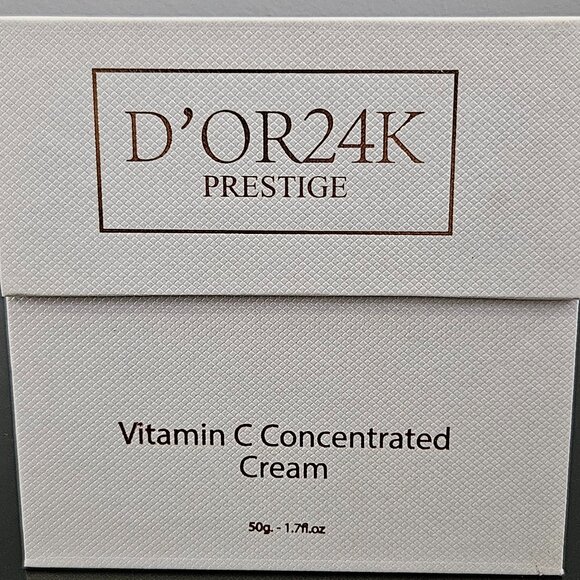 D'OR24K
PRESTIGE
Vitamin C Concentrated
Cream
50g. - 1.7fl.oz